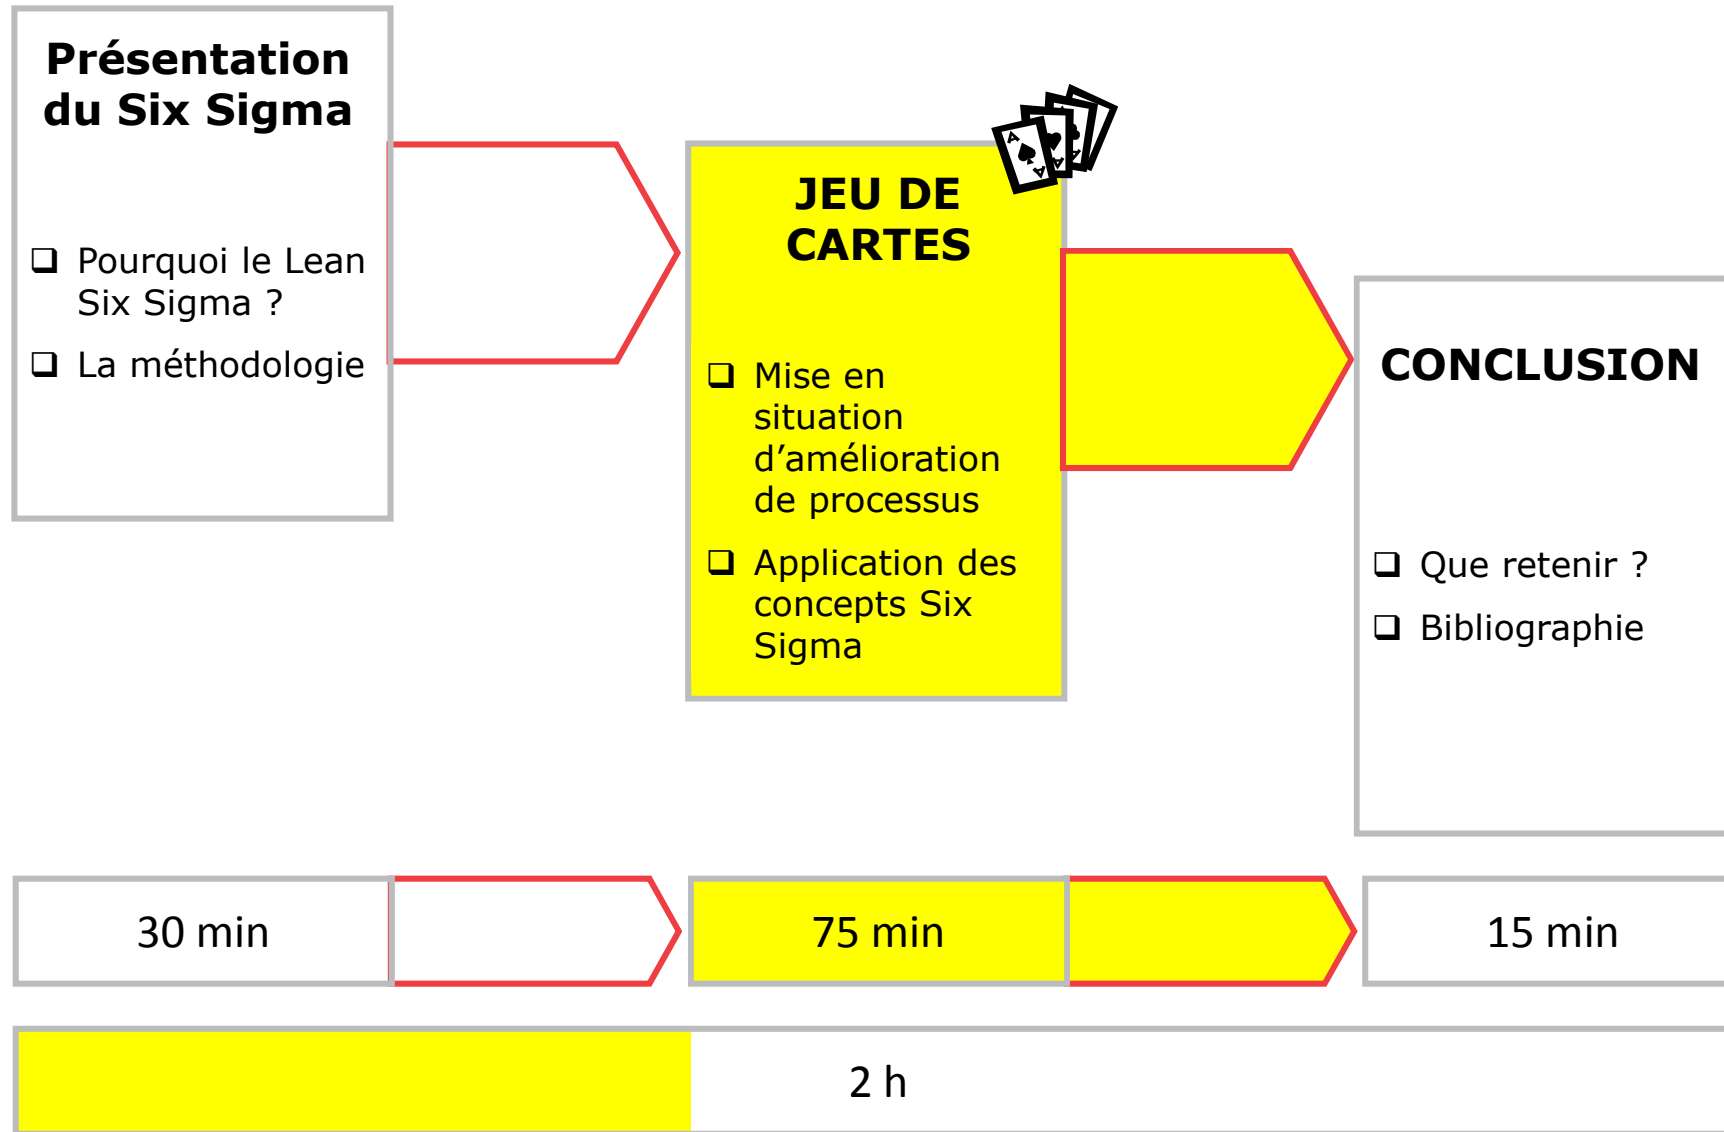 Présentation
du Six Sigma
❑ Pourquoi le Lean
Six Sigma ?
❑ La méthodologie
JEU DE
CARTES
❑ Mise en
situation
d’amélioration
de processus
❑ Application des
concepts Six
Sigma
CONCLUSION
❑ Que retenir ?
❑ Bibliographie
30 min
75 min
15 min
2 h